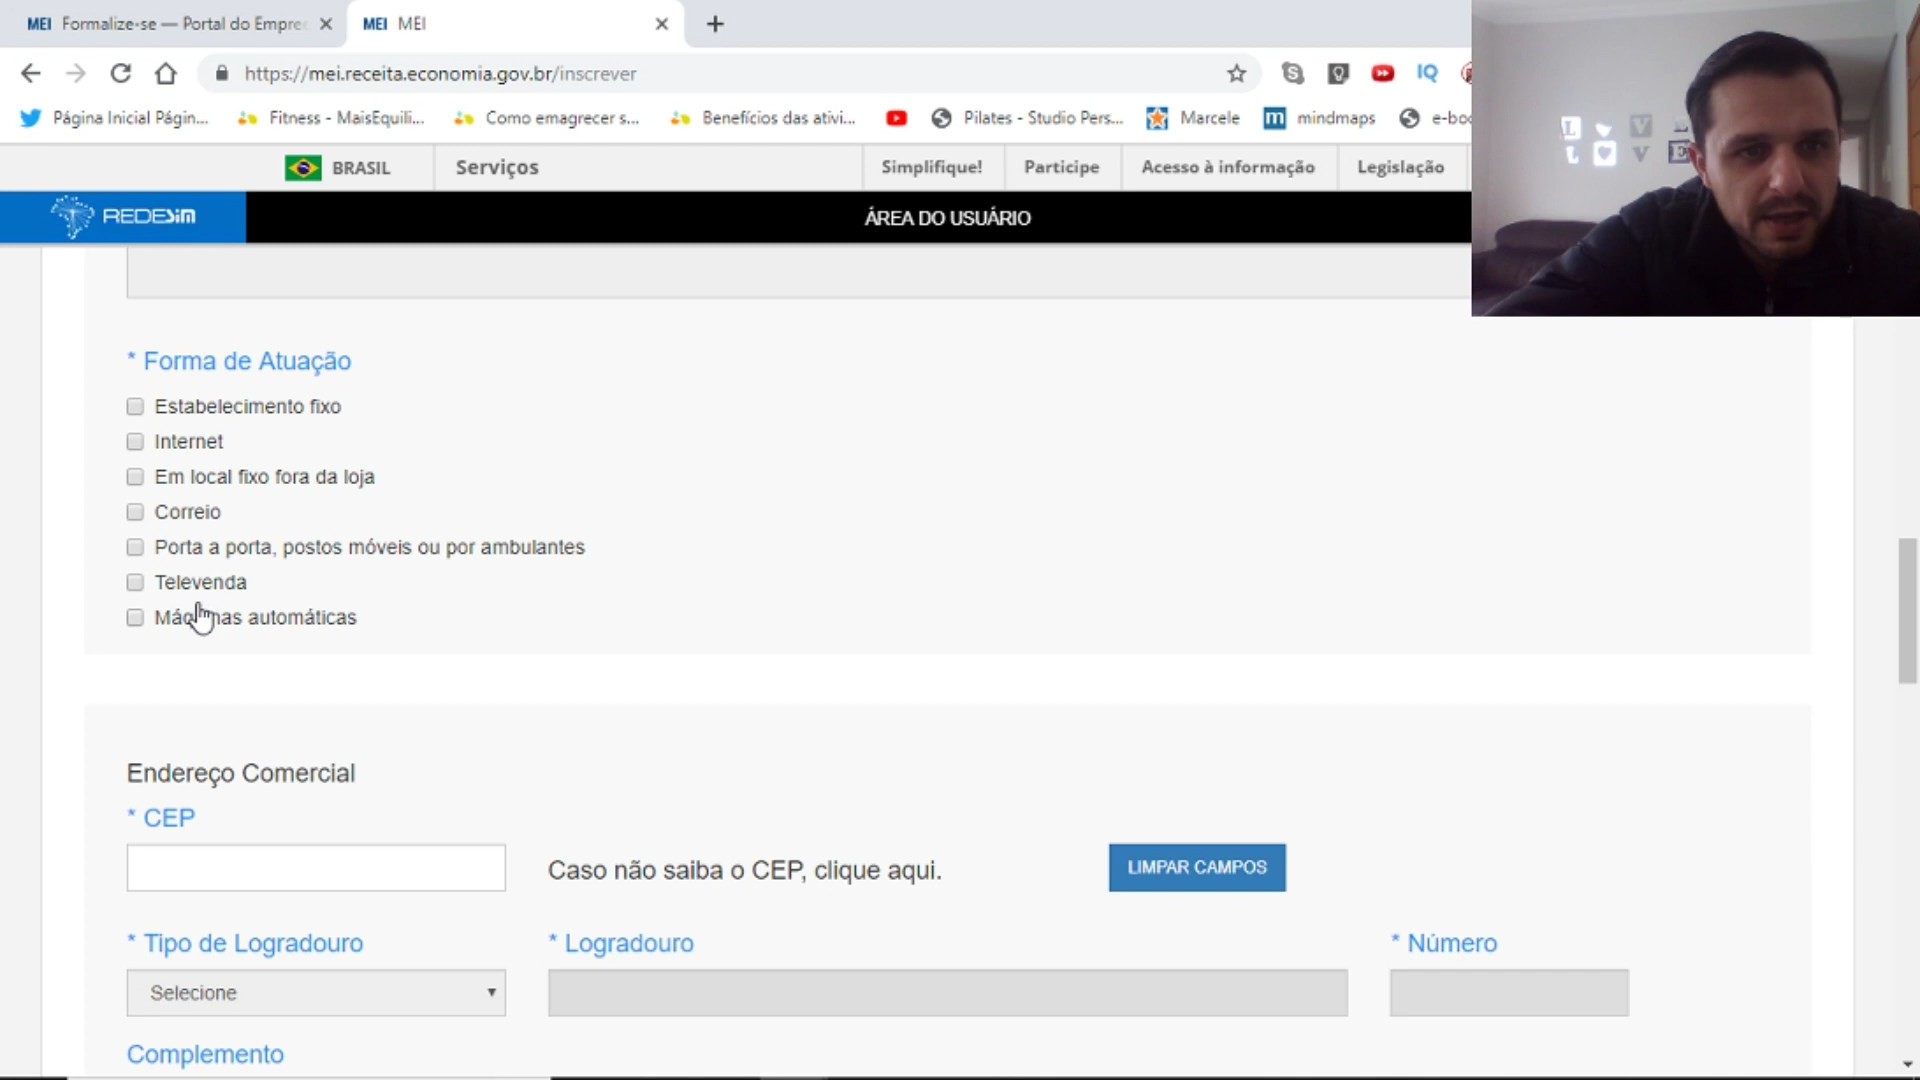 MEI Formalize-se — Portal do Empre
MEI MEI
https://mei.receita.economia.gov.br/inscrever
IQ
Página Inicial Págin... Fitness - MaisEquili... Como emagrecer s... Benefícios das ativi... Pilates - Studio Pers... Marcele m mindmaps
BRASIL Serviços Simplifique! Participe Acesso à informação Legislação
REDESIM ÁREA DO USUÁRIO
* Forma de Atuação
Estabelecimento fixo
Internet
Em local fixo fora da loja
Correio
Porta a porta, postos móveis ou por ambulantes
Televenda
Máquinas automáticas
Endereço Comercial
* CEP
Caso não saiba o CEP, clique aqui. LIMPAR CAMPOS
* Tipo de Logradouro * Logradouro * Número
Selecione
Complemento